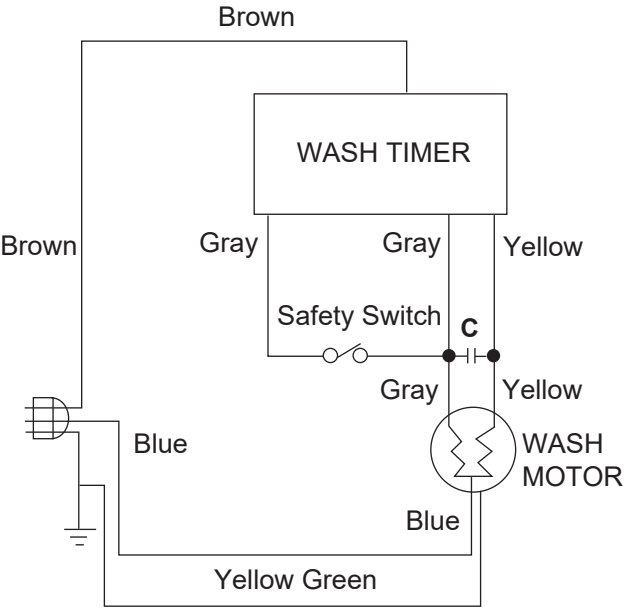 Brown
WASH TIMER
Brown
Gray
Gray
Yellow
Safety Switch
C
Gray
Yellow
Blue
WASH
MOTOR
Blue
Yellow Green